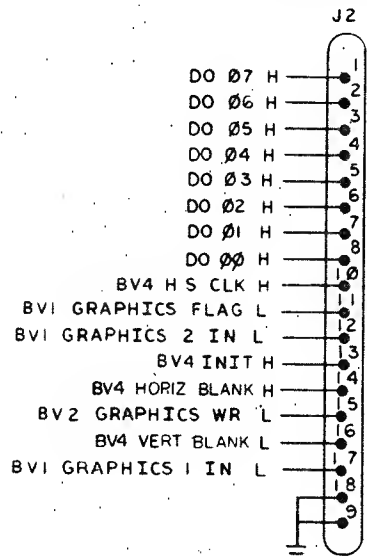 J2
DO Ø7 H 1
DO Ø6 H 2
DO Ø5 H 3
DO Ø4 H 4
DO Ø3 H 5
DO Ø2 H 6
DO Ø1 H 7
DO ØØ H 8
BV4 H S CLK H 1Ø
BV1 GRAPHICS FLAG L 11
BV1 GRAPHICS 2 IN L 12
BV4 INIT H 13
BV4 HORIZ BLANK H 14
BV2 GRAPHICS WR L 15
BV4 VERT BLANK L 16
BV1 GRAPHICS 1 IN L 17
18
19